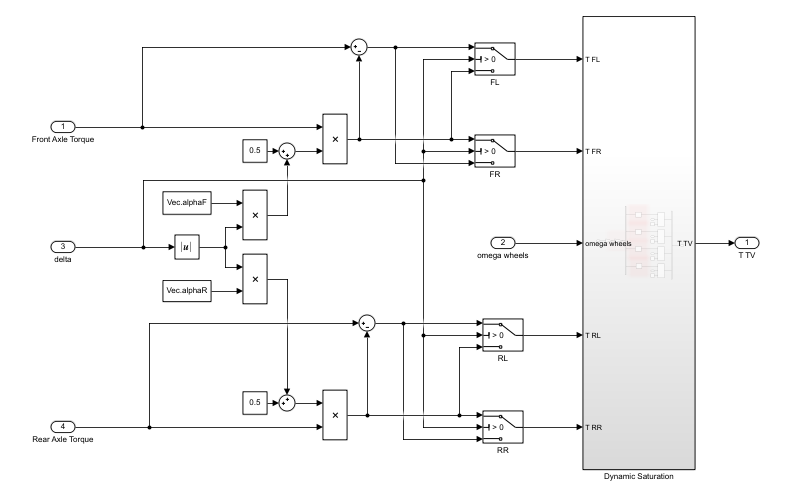 > 0
FL
T FL
1
Front Axle Torque
×
0.5
> 0
FR
T FR
Vec.alphaF
×
3
delta
|u|
2
omega wheels
omega wheels
T TV
1
T TV
Vec.alphaR
×
> 0
RL
T RL
0.5
×
4
Rear Axle Torque
> 0
RR
T RR
Dynamic Saturation